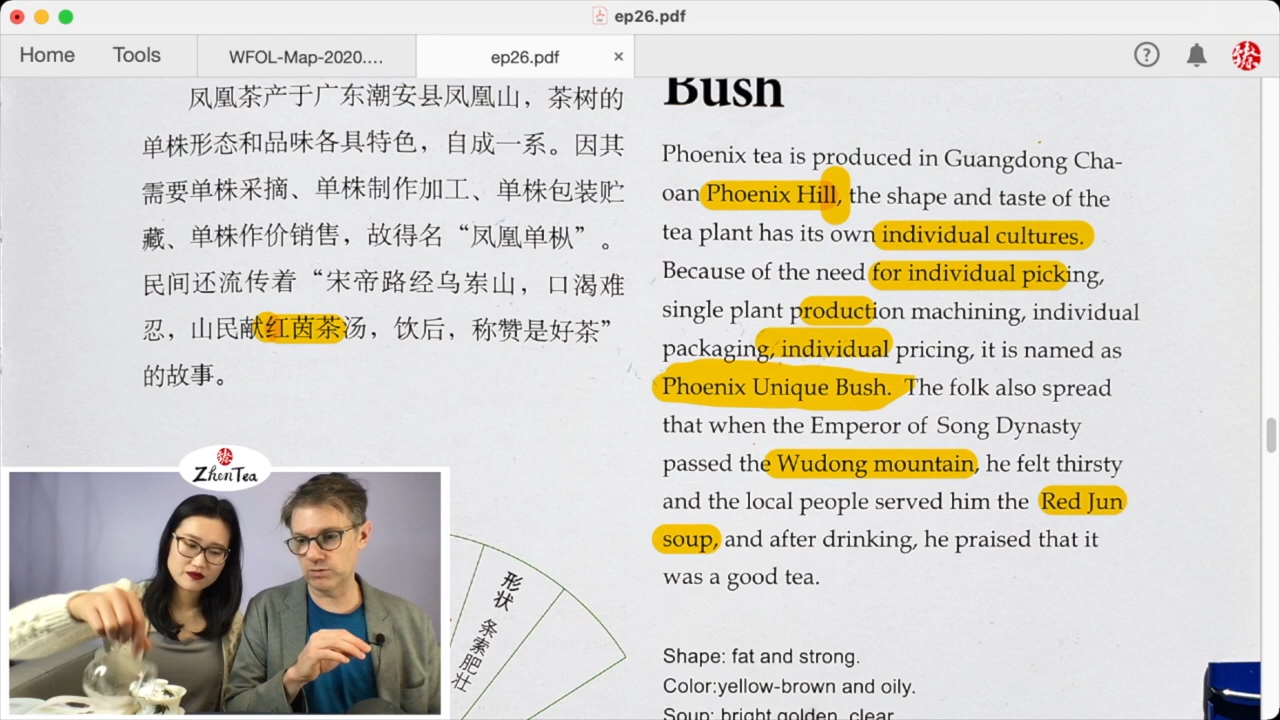 ep26.pdf
Home
Tools
WFOL-Map-2020....
ep26.pdf
凤凰茶产于广东潮安县凤凰山，茶树的
单株形态和品味各具特色，自成一系。因其
需要单株采摘、单株制作加工、单株包装贮
藏、单株作价销售，故得名“凤凰单枞”。
民间还流传着“宋帝路经乌岽山，口渴难
忍，山民献红茵茶汤，饮后，称赞是好茶”
的故事。
Bush
Phoenix tea is produced in Guangdong Cha-
oan Phoenix Hill, the shape and taste of the
tea plant has its own individual cultures.
Because of the need for individual picking,
single plant production machining, individual
packaging, individual pricing, it is named as
Phoenix Unique Bush. The folk also spread
that when the Emperor of Song Dynasty
passed the Wudong mountain, he felt thirsty
and the local people served him the Red Jun
soup, and after drinking, he praised that it
was a good tea.
Shape: fat and strong.
Color:yellow-brown and oily.
Soup: bright golden, clear
形状 条索肥壮
Zhen Tea